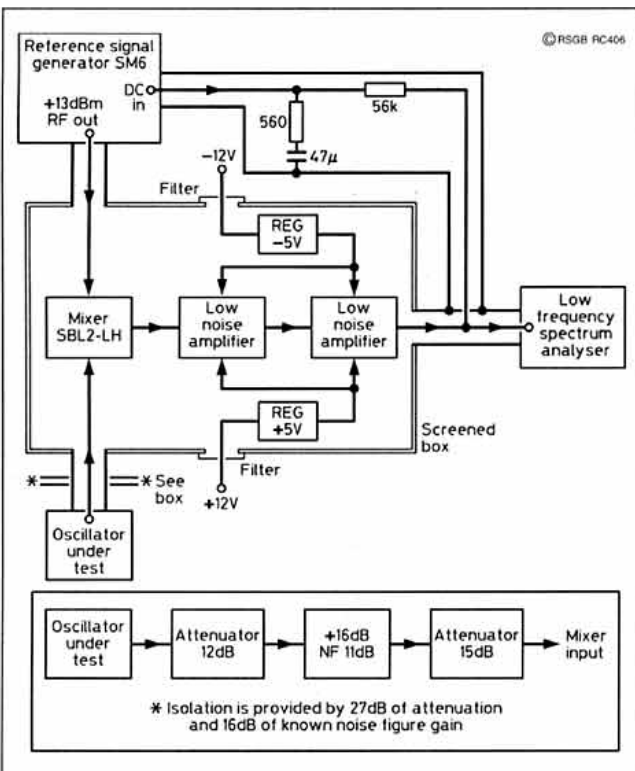 © RSGB RC406
Reference signal
generator SM6
DC
in
+13dBm
RF out
56k
560
47µ
−12V
Filter
REG
−5V
Mixer
SBL2-LH
Low
noise
amplifier
Low
noise
amplifier
Low
frequency
spectrum
analyser
REG
+5V
Screened
box
Filter
+12V
*
* See
box
Oscillator
under
test
Oscillator
under
test
Attenuator
12dB
+16dB
NF 11dB
Attenuator
15dB
Mixer
input
* Isolation is provided by 27dB of attenuation
and 16dB of known noise figure gain